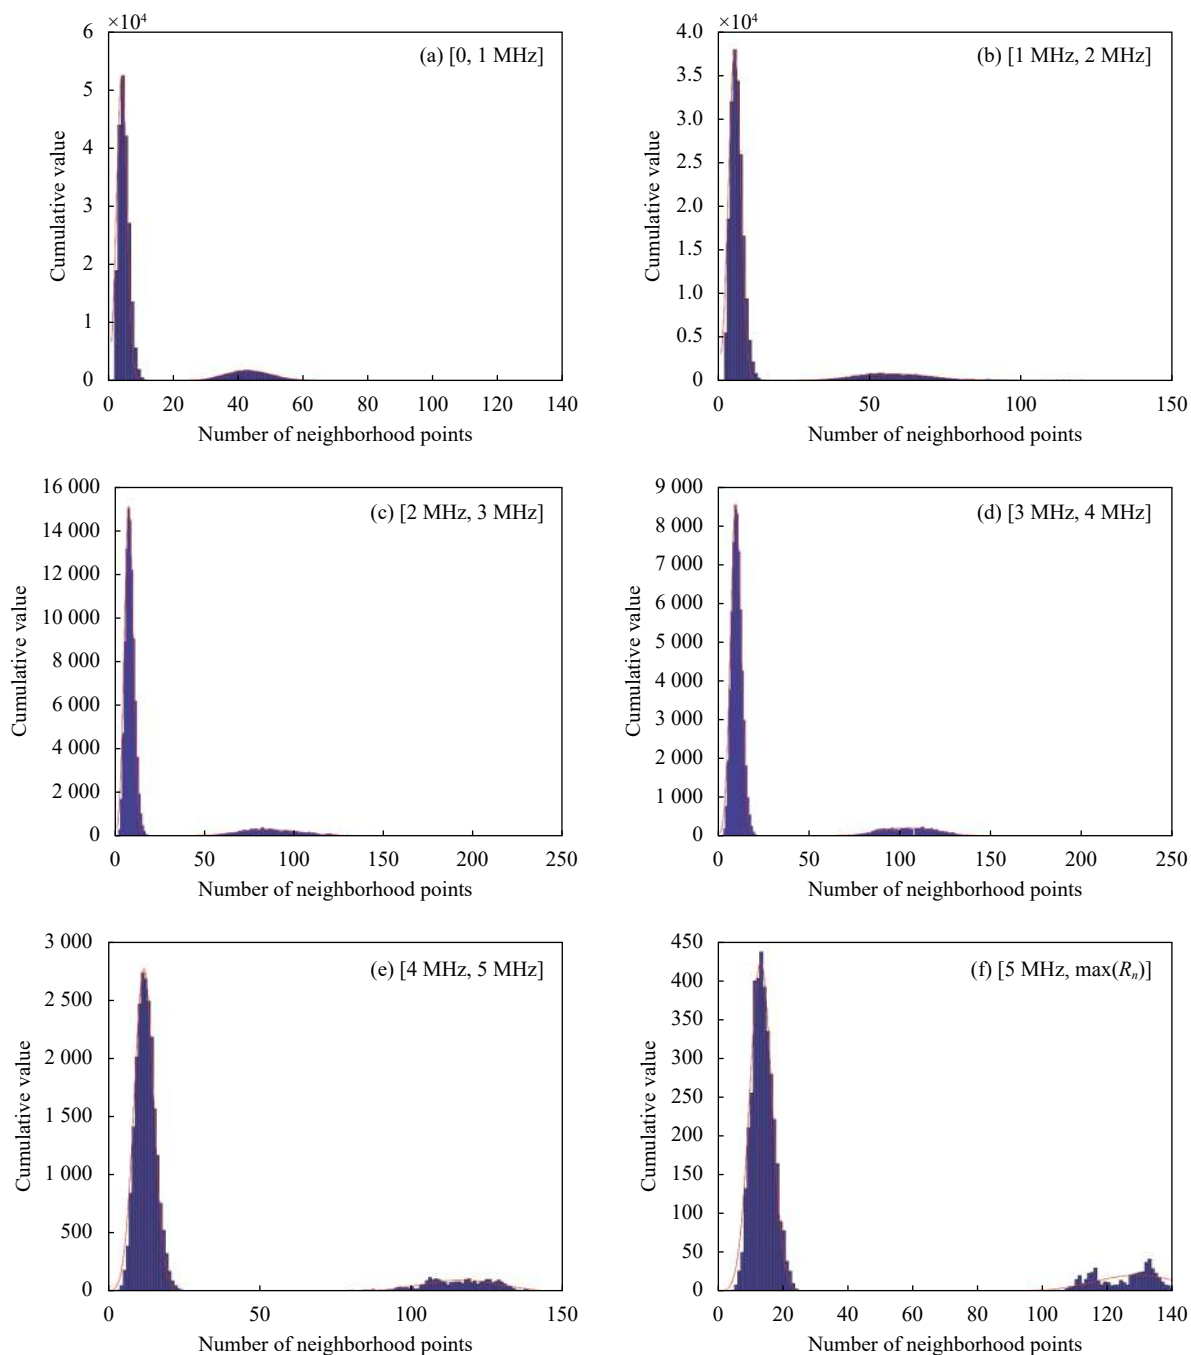 ×10⁴
6
5
4
3
2
1
0
Cumulative value
(a) [0, 1 MHz]
0 20 40 60 80 100 120 140
Number of neighborhood points
×10⁴
4.0
3.5
3.0
2.5
2.0
1.5
1.0
0.5
0
Cumulative value
(b) [1 MHz, 2 MHz]
0 50 100 150
Number of neighborhood points
16 000
14 000
12 000
10 000
8 000
6 000
4 000
2 000
0
Cumulative value
(c) [2 MHz, 3 MHz]
0 50 100 150 200 250
Number of neighborhood points
9 000
8 000
7 000
6 000
5 000
4 000
3 000
2 000
1 000
0
Cumulative value
(d) [3 MHz, 4 MHz]
0 50 100 150 200 250
Number of neighborhood points
3 000
2 500
2 000
1 500
1 000
500
0
Cumulative value
(e) [4 MHz, 5 MHz]
0 50 100 150
Number of neighborhood points
450
400
350
300
250
200
150
100
50
0
Cumulative value
(f) [5 MHz, max(Rₙ)]
0 20 40 60 80 100 120 140
Number of neighborhood points